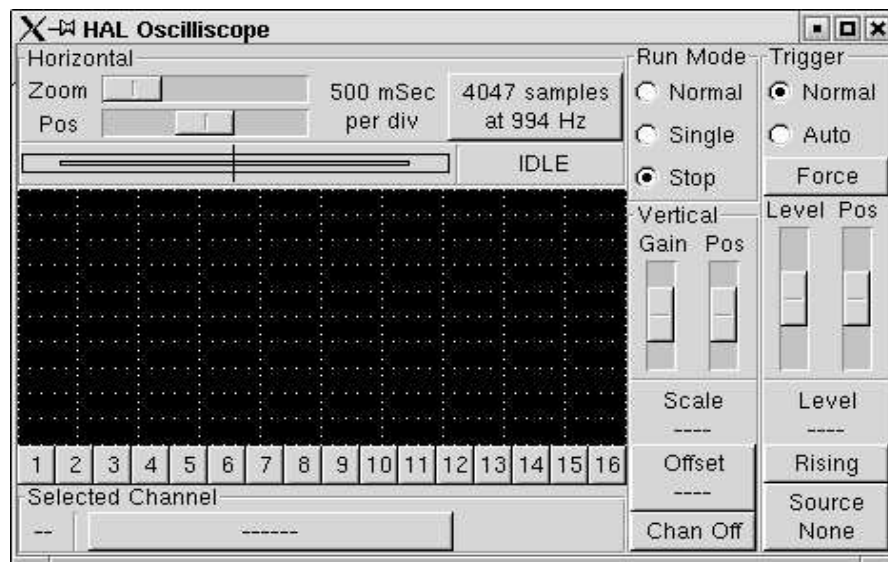 HAL Oscilliscope
Horizontal
Zoom
Pos
500 mSec
per div
4047 samples
at 994 Hz
IDLE
Run Mode
Normal
Single
Stop
Trigger
Normal
Auto
Force
Level Pos
Vertical
Gain Pos
Scale
----
Offset
----
Chan Off
Level
----
Rising
Source
None
1 2 3 4 5 6 7 8 9 10 11 12 13 14 15 16
Selected Channel
--
------